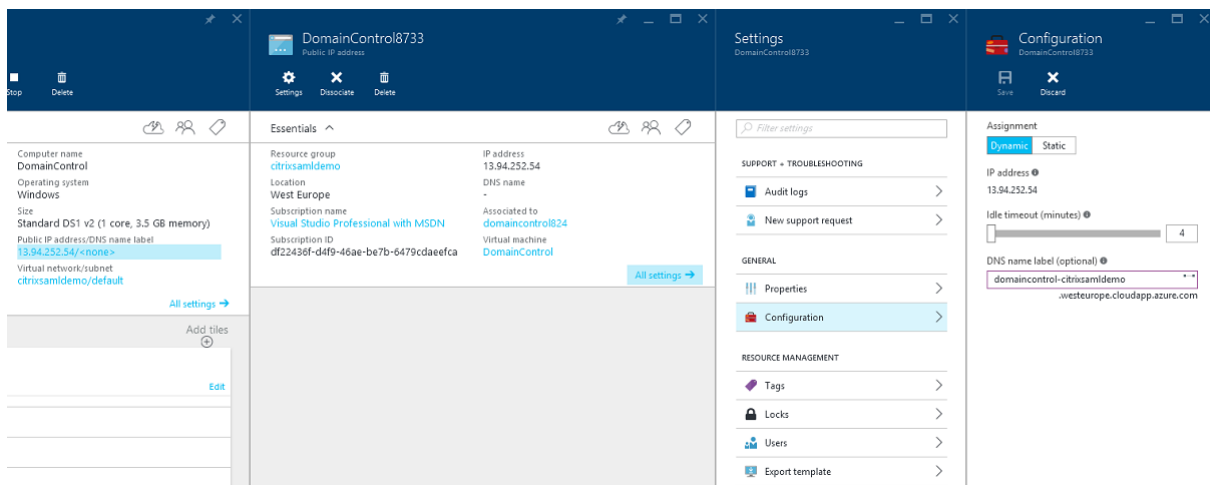 Stop
Delete
Computer name
DomainControl
Operating system
Windows
Size
Standard DS1 v2 (1 core, 3.5 GB memory)
Public IP address/DNS name label
13.94.252.54/<none>
Virtual network/subnet
citrixsamldemo/default
All settings →
Add tiles
Edit
DomainControl8733
Public IP address
Settings
Dissociate
Delete
Essentials
Resource group
citrixsamldemo
Location
West Europe
Subscription name
Visual Studio Professional with MSDN
Subscription ID
df22436f-d4f9-46ae-be7b-6479cdaeefca
IP address
13.94.252.54
DNS name
-
Associated to
domaincontrol824
Virtual machine
DomainControl
All settings →
Settings
DomainControl8733
Filter settings
SUPPORT + TROUBLESHOOTING
Audit logs
New support request
GENERAL
Properties
Configuration
RESOURCE MANAGEMENT
Tags
Locks
Users
Export template
Configuration
DomainControl8733
Save
Discard
Assignment
Dynamic Static
IP address
13.94.252.54
Idle timeout (minutes)
4
DNS name label (optional)
domaincontrol-citrixsamldemo
.westeurope.cloudapp.azure.com